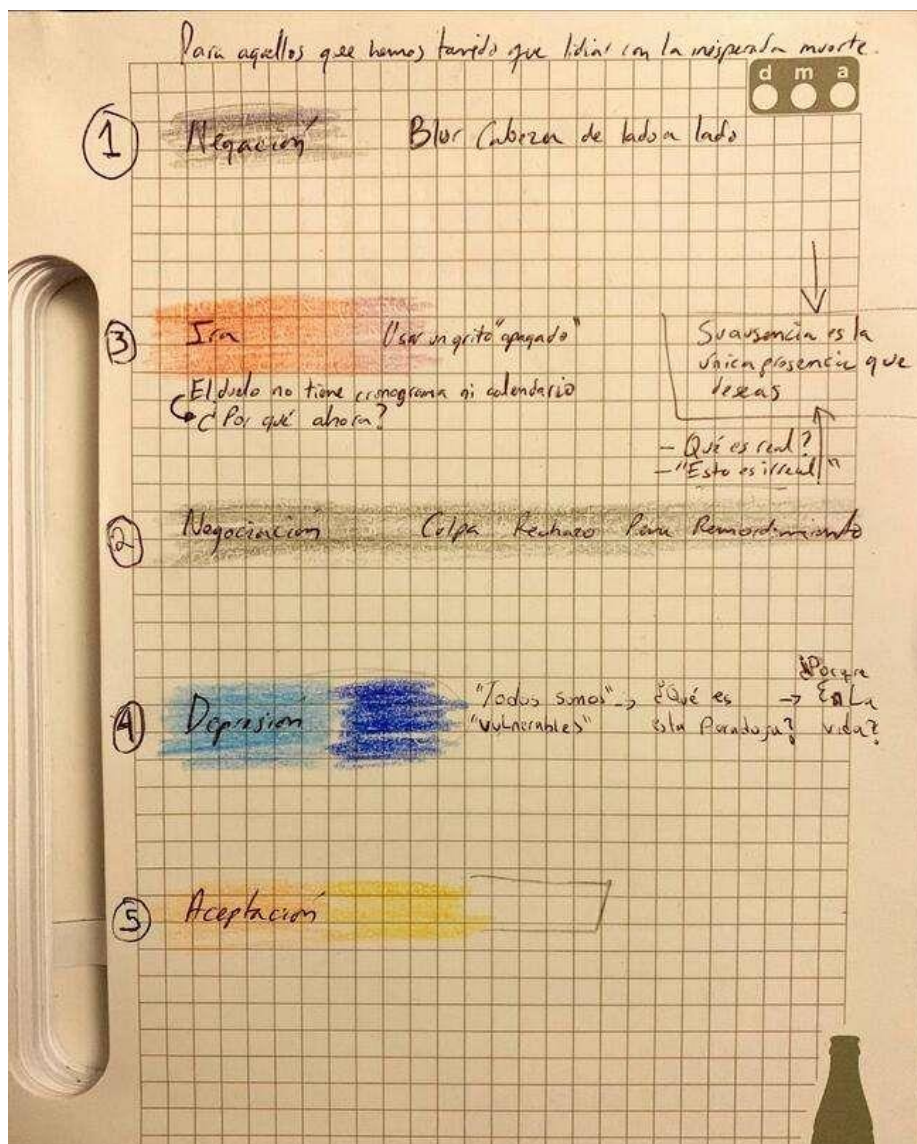 Para aquellos que hemos tenido que lidiar con la inesperada muerte.
d m a
1 Negación Blur Cabeza de lado a lado
3 Ira Usar un grito "apagado"
El duelo no tiene cronograma ni calendario
¿Por qué ahora?
Su ausencia es la
única presencia que
deseas
- Qué es real?
- "Esto es irreal"
2 Negociación Culpa Rechazo Pena Remordimiento
4 Depresión "Todos somos" → ¿Qué es → ¿Porque
"vulnerables" esta Paradoja? La
vida?
5 Aceptación